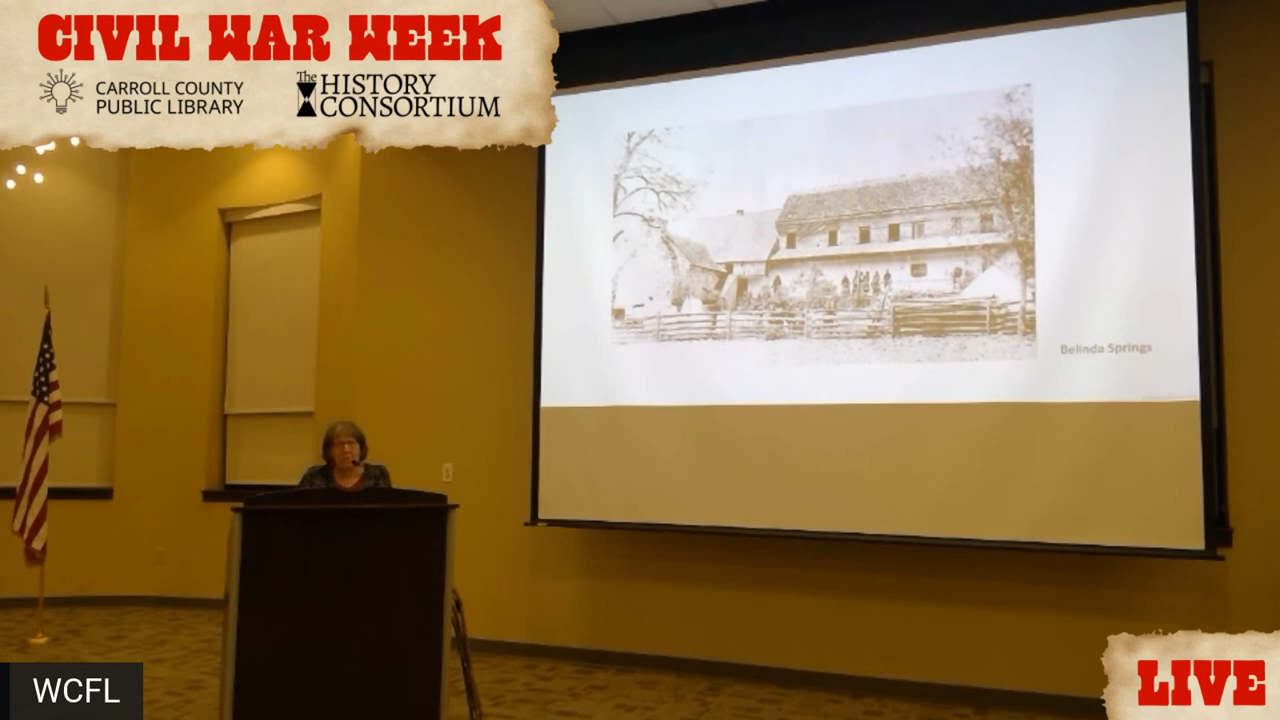 CIVIL WAR WEEK
CARROLL COUNTY
PUBLIC LIBRARY
The
HISTORY
CONSORTIUM
Belinda Springs
WCFL
LIVE